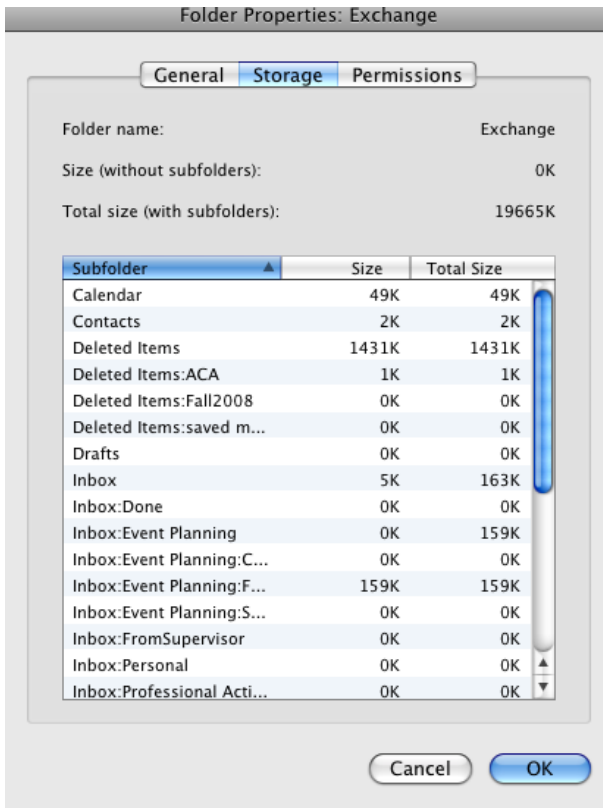 Folder Properties: Exchange
General Storage Permissions
Folder name: Exchange
Size (without subfolders): 0K
Total size (with subfolders): 19665K
Subfolder Size Total Size
Calendar 49K 49K
Contacts 2K 2K
Deleted Items 1431K 1431K
Deleted Items:ACA 1K 1K
Deleted Items:Fall2008 0K 0K
Deleted Items:saved m... 0K 0K
Drafts 0K 0K
Inbox 5K 163K
Inbox:Done 0K 0K
Inbox:Event Planning 0K 159K
Inbox:Event Planning:C... 0K 0K
Inbox:Event Planning:F... 159K 159K
Inbox:Event Planning:S... 0K 0K
Inbox:FromSupervisor 0K 0K
Inbox:Personal 0K 0K
Inbox:Professional Acti... 0K 0K
Cancel OK